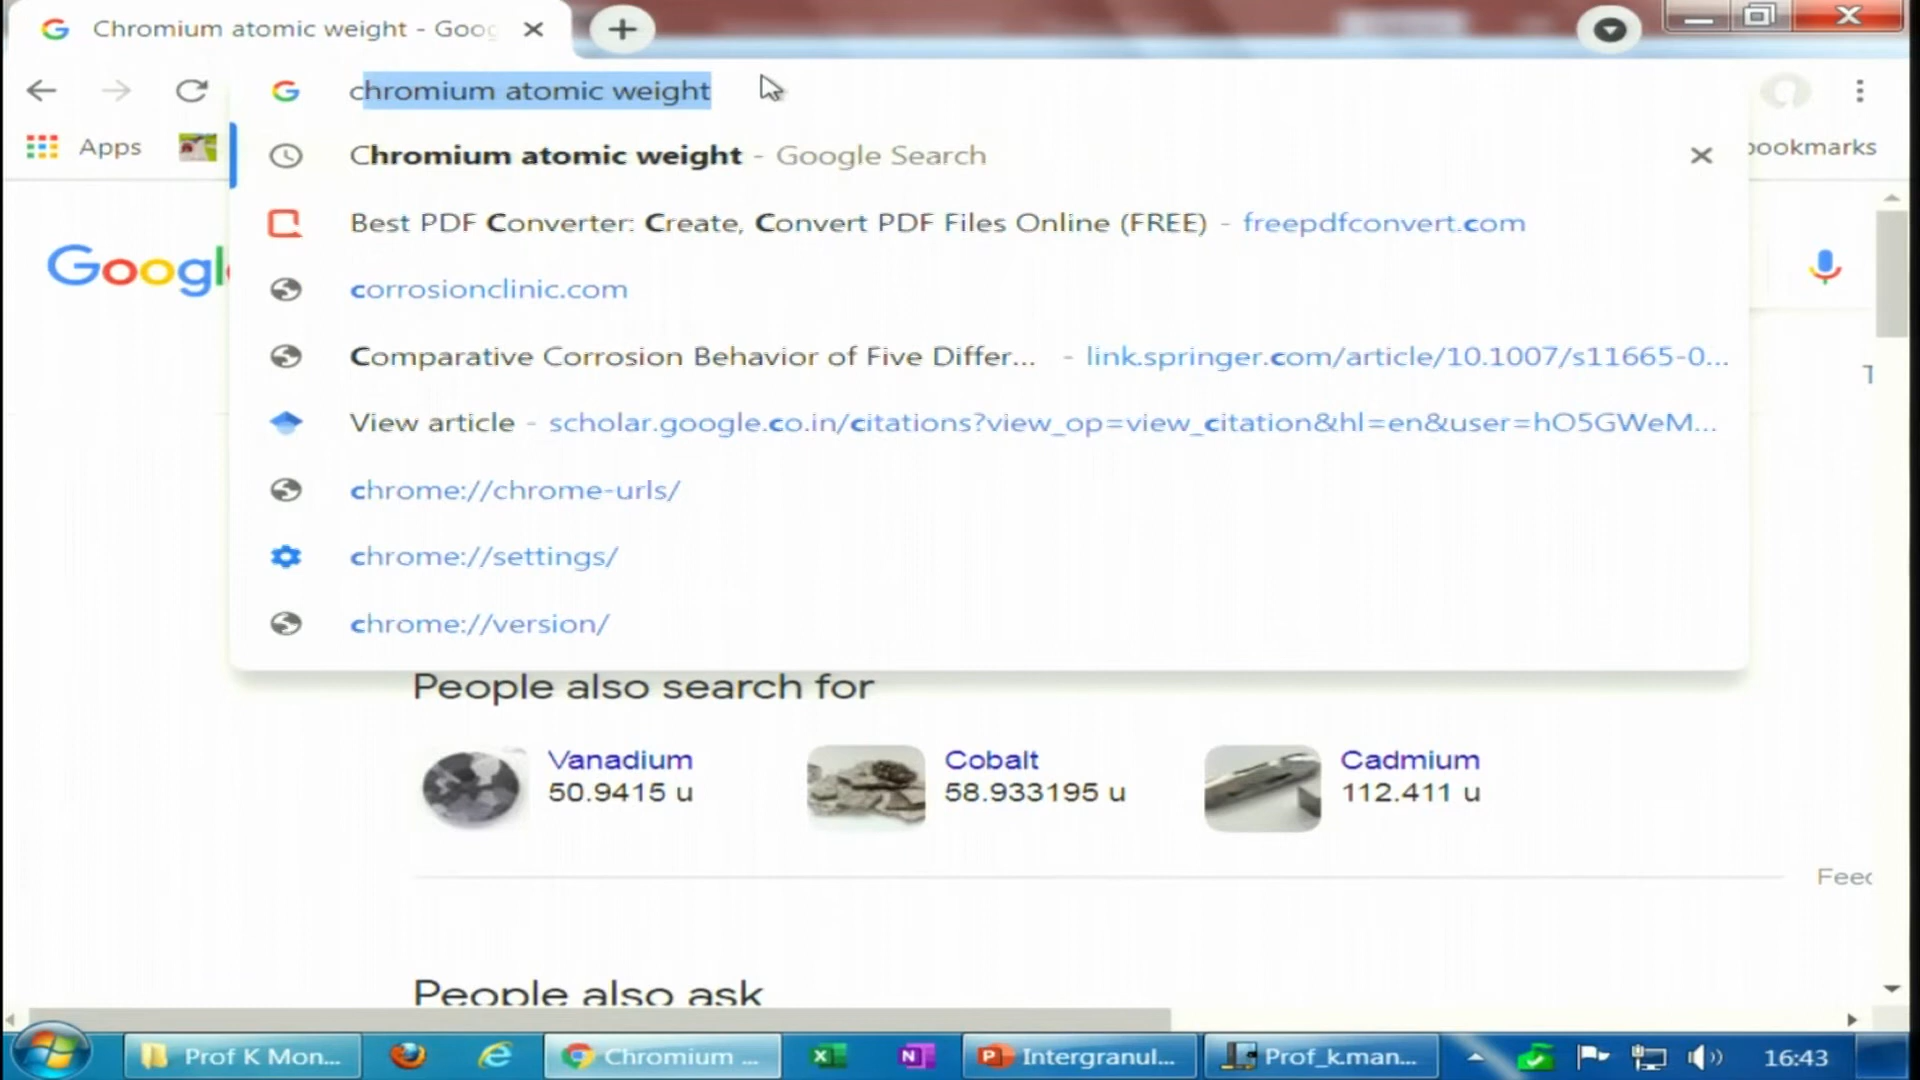 Chromium atomic weight - Goog
chromium atomic weight
Apps
bookmarks
Chromium atomic weight - Google Search
Best PDF Converter: Create, Convert PDF Files Online (FREE) - freepdfconvert.com
Google
corrosionclinic.com
Comparative Corrosion Behavior of Five Differ... - link.springer.com/article/10.1007/s11665-0...
View article - scholar.google.co.in/citations?view_op=view_citation&hl=en&user=hO5GWeM...
chrome://chrome-urls/
chrome://settings/
chrome://version/
People also search for
Vanadium
50.9415 u
Cobalt
58.933195 u
Cadmium
112.411 u
Feed
People also ask
Prof K Mon...
Chromium ...
Intergranul...
Prof_k.man...
16:43